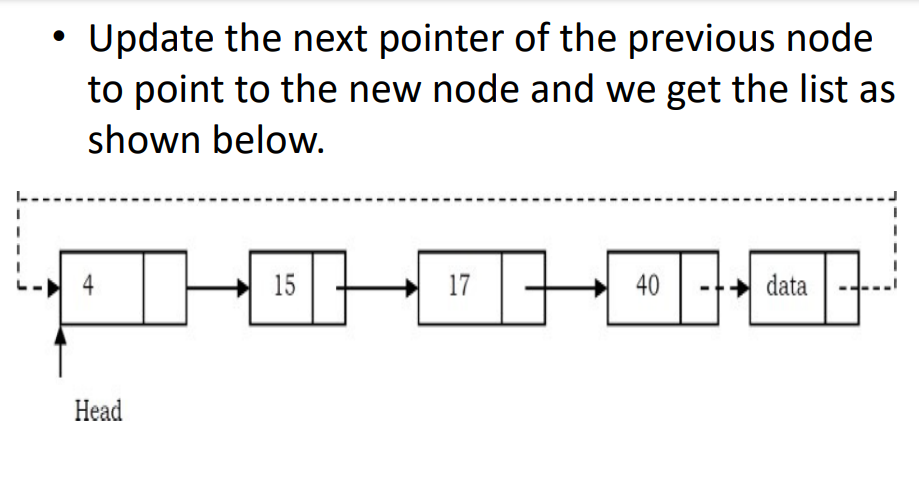 • Update the next pointer of the previous node
to point to the new node and we get the list as
shown below.
4 15 17 40 data
Head